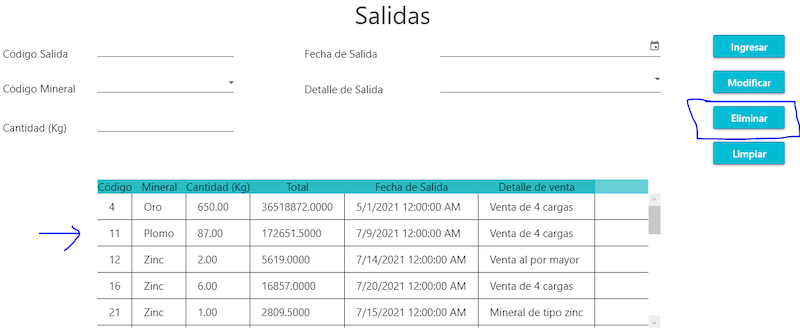 Salidas
Código Salida
Fecha de Salida
Ingresar
Código Mineral
Detalle de Salida
Modificar
Cantidad (Kg)
Eliminar
Limpiar
Código Mineral Cantidad (Kg) Total Fecha de Salida Detalle de venta
4 Oro 650.00 36518872.0000 5/1/2021 12:00:00 AM Venta de 4 cargas
11 Plomo 87.00 172651.5000 7/9/2021 12:00:00 AM Venta de 4 cargas
12 Zinc 2.00 5619.0000 7/14/2021 12:00:00 AM Venta al por mayor
16 Zinc 6.00 16857.0000 7/20/2021 12:00:00 AM Venta de 4 cargas
21 Zinc 1.00 2809.5000 7/15/2021 12:00:00 AM Mineral de tipo zinc